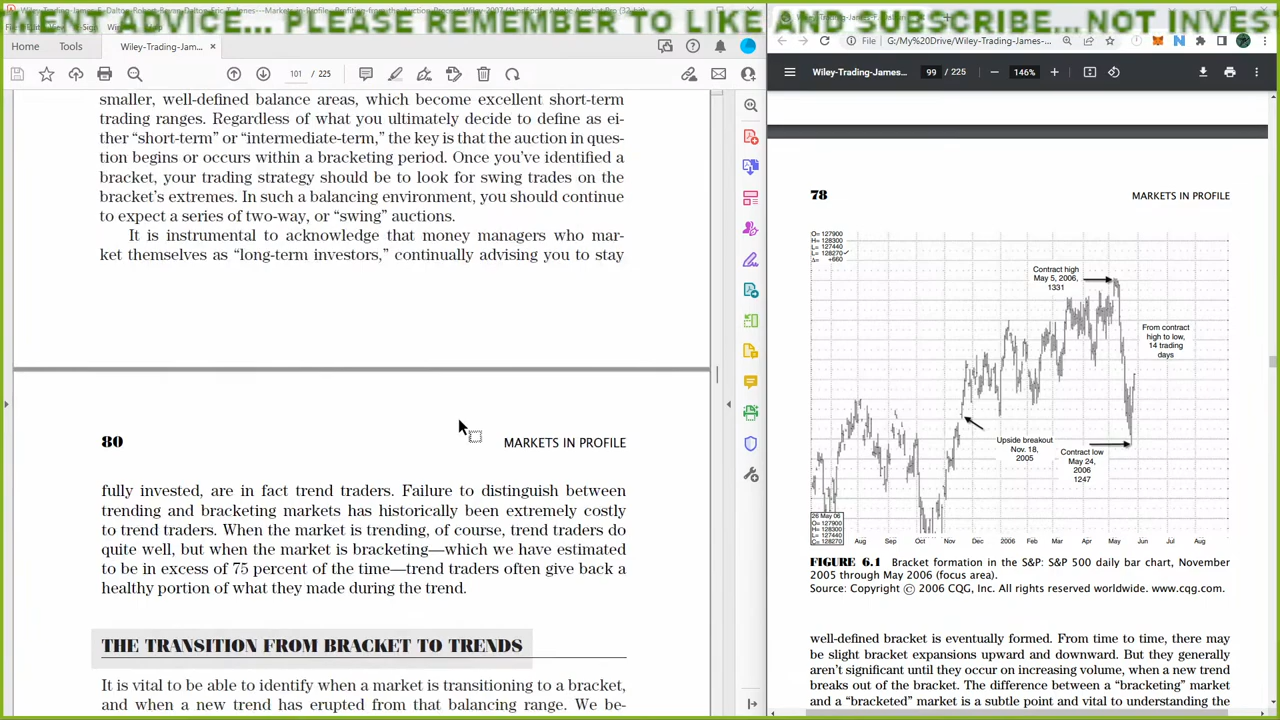 ADVICE... PLEASE REMEMBER TO LIKE AND SUBSCRIBE...NOT INVES
Home
Tools
Wiley-Trading-Jam...
×
101 / 225
smaller, well-defined balance areas, which become excellent short-term
trading ranges. Regardless of what you ultimately decide to define as ei-
ther “short-term” or “intermediate-term,” the key is that the auction in ques-
tion begins or occurs within a bracketing period. Once you’ve identified a
bracket, your trading strategy should be to look for swing trades on the
bracket’s extremes. In such a balancing environment, you should continue
to expect a series of two-way, or “swing” auctions.
It is instrumental to acknowledge that money managers who mar-
ket themselves as “long-term investors,” continually advising you to stay
80
MARKETS IN PROFILE
fully invested, are in fact trend traders. Failure to distinguish between
trending and bracketing markets has historically been extremely costly
to trend traders. When the market is trending, of course, trend traders do
quite well, but when the market is bracketing—which we have estimated
to be in excess of 75 percent of the time—trend traders often give back a
healthy portion of what they made during the trend.
THE TRANSITION FROM BRACKET TO TRENDS
It is vital to be able to identify when a market is transitioning to a bracket,
and when a new trend has erupted from that balancing range. We be-
File
G:/My%20Drive/Wiley-Trading-James-...
Wiley-Trading-James...
99 / 225
146%
78
MARKETS IN PROFILE
O= 127900
H= 128300
L= 127440
L= 128270
Δ= +660
Contract high
May 5, 2006,
1331
From contract
high to low,
14 trading
days
Upside breakout
Nov. 18,
2005
Contract low
May 24,
2006
1247
26 May 06
O= 127900
H= 128300
L= 127440
C= 128270
Aug Sep Oct Nov Dec 2006 Feb Mar Apr May Jun Jul Aug
FIGURE 6.1 Bracket formation in the S&P: S&P 500 daily bar chart, November
2005 through May 2006 (focus area).
Source: Copyright © 2006 CQG, Inc. All rights reserved worldwide. www.cqg.com.
well-defined bracket is eventually formed. From time to time, there may
be slight bracket expansions upward and downward. But they generally
aren’t significant until they occur on increasing volume, when a new trend
breaks out of the bracket. The difference between a “bracketing” market
and a “bracketed” market is a subtle point and vital to understanding the